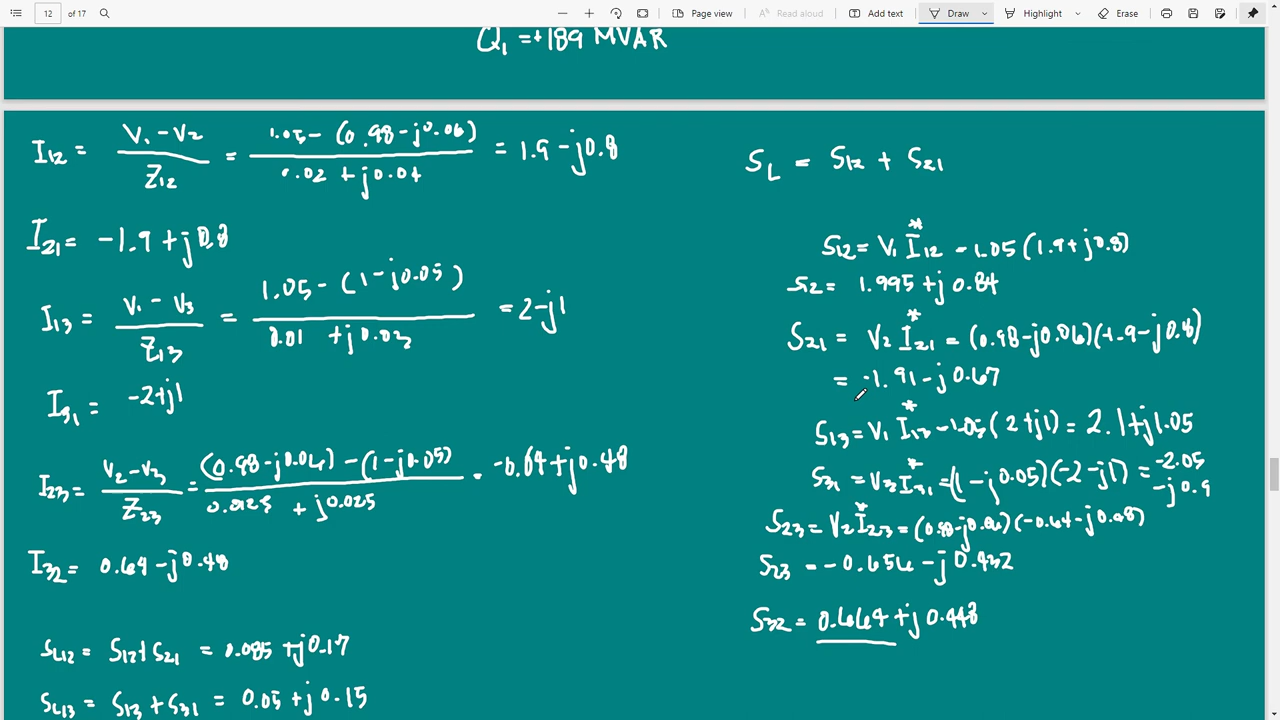 12 of 17 Page view Read aloud Add text Draw Highlight Erase
Q1 = +189 MVAR
I12 = (V1 - V2) / Z12 = (1.05 - (0.98 - j0.06)) / (0.02 + j0.04) = 1.9 - j0.8
I21 = -1.9 + j0.8
I13 = (V1 - V3) / Z13 = (1.05 - (1 - j0.05)) / (0.01 + j0.03) = 2 - j1
I31 = -2+j1
I23 = (V2 - V3) / Z23 = ((0.98 - j0.06) - (1 - j0.05)) / (0.0125 + j0.025) = -0.64 + j0.48
I32 = 0.64 - j0.48
SL12 = S12 + S21 = 0.085 + j0.17
SL13 = S13 + S31 = 0.05 + j0.15
SL = S12 + S21
S12 = V1 I12* = 1.05 (1.9 + j0.8)
S12 = 1.995 + j 0.84
S21 = V2 I21* = (0.98 - j0.06)(-1.9 - j0.8)
= -1.91 - j 0.67
S13 = V1 I13* = 1.05 (2 + j1) = 2.1 + j1.05
S31 = V3 I31* = (1 - j0.05)(-2 - j1) = -2.05
- j0.9
S23 = V2 I23* = (0.98 - j0.06)(-0.64 - j0.48)
S23 = -0.656 - j 0.432
S32 = 0.664 + j 0.448